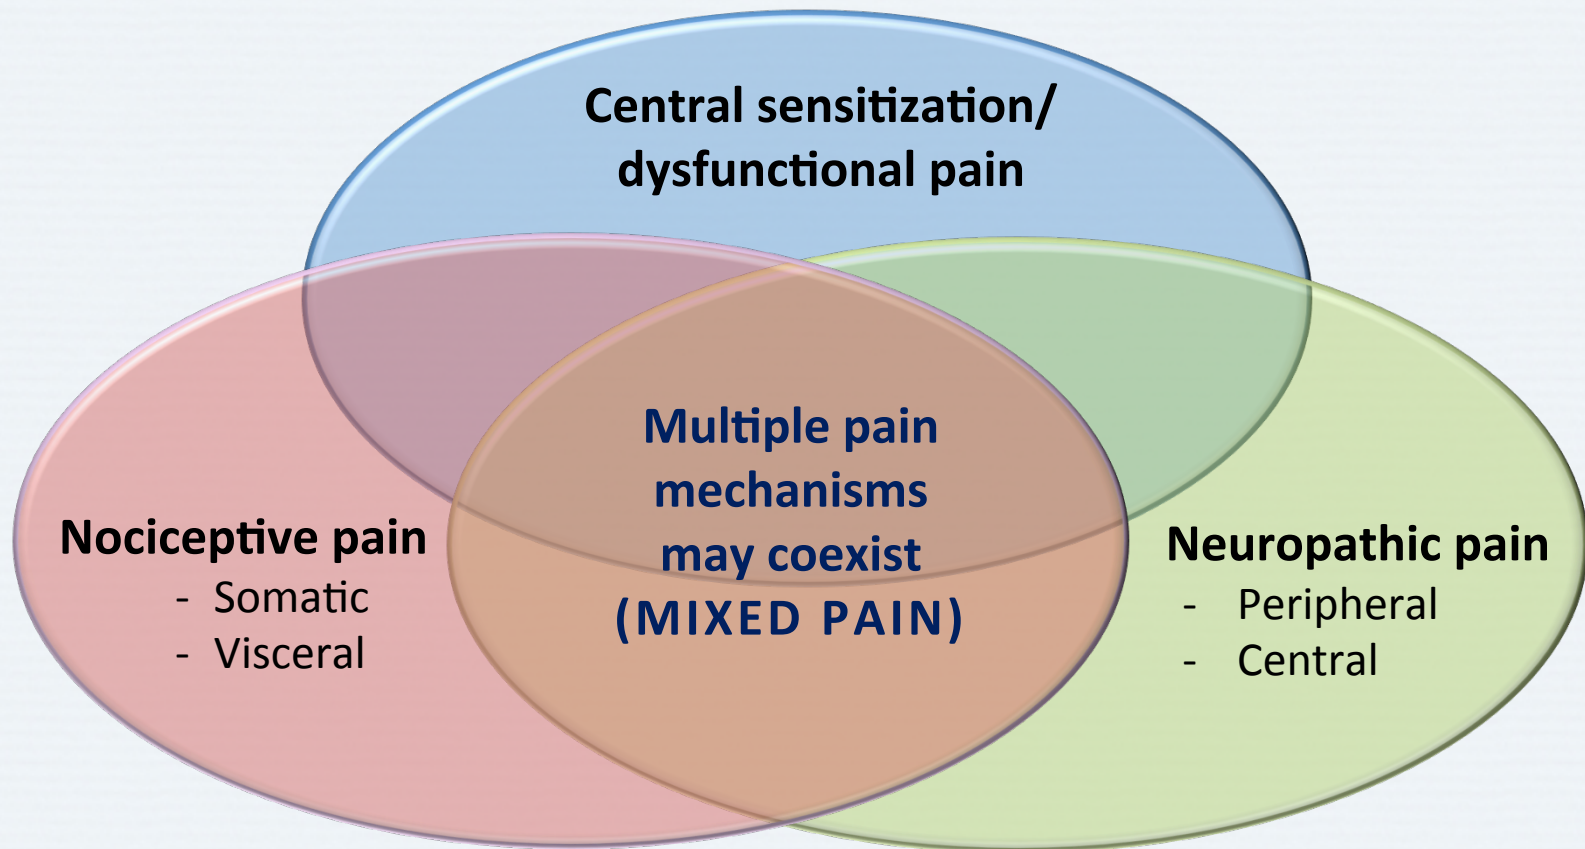 Central sensitization/
dysfunctional pain
Multiple pain
mechanisms
may coexist
(MIXED PAIN)
Nociceptive pain
- Somatic
- Visceral
Neuropathic pain
- Peripheral
- Central